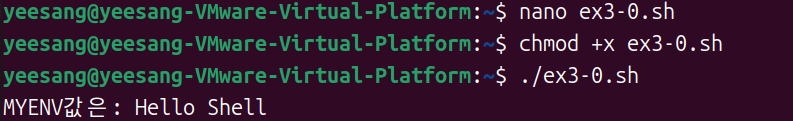 yeesang@yeesang-VMware-Virtual-Platform:~$ nano ex3-0.sh
yeesang@yeesang-VMware-Virtual-Platform:~$ chmod +x ex3-0.sh
yeesang@yeesang-VMware-Virtual-Platform:~$ ./ex3-0.sh
MYENV값은: Hello Shell